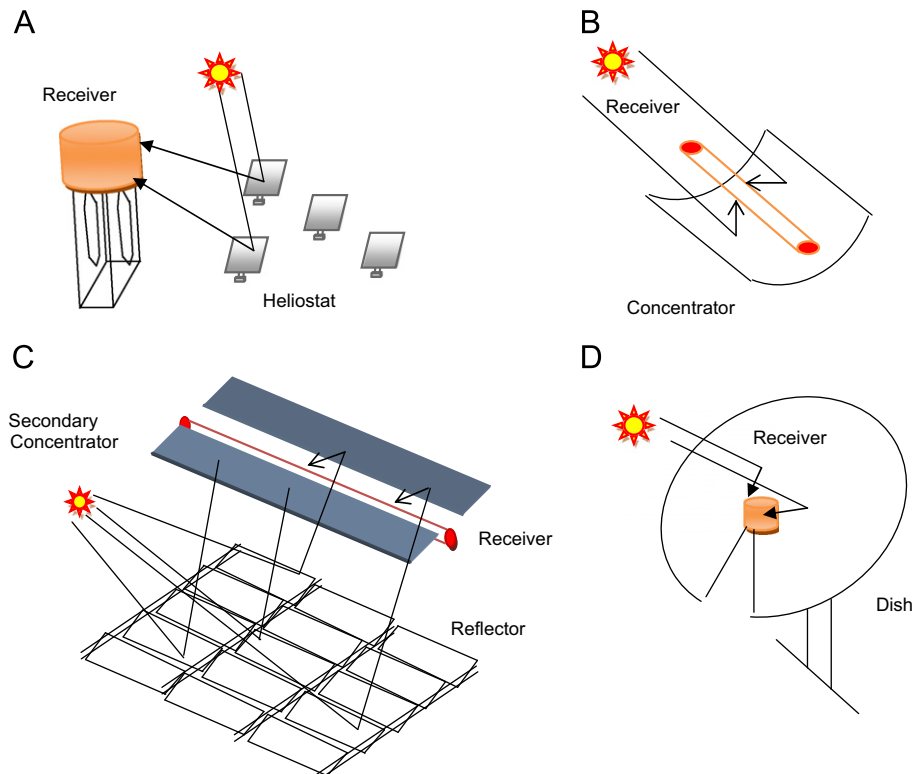 A
Receiver
Heliostat
B
Receiver
Concentrator
C
Secondary
Concentrator
Receiver
Reflector
D
Receiver
Dish